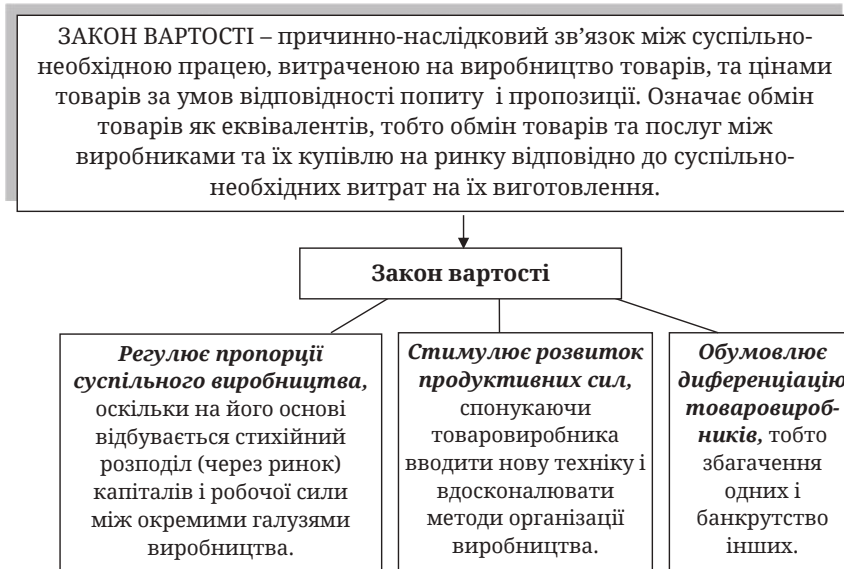 ЗАКОН ВАРТОСТІ – причинно-наслідковий зв’язок між суспільно-
необхідною працею, витраченою на виробництво товарів, та цінами
товарів за умов відповідності попиту і пропозиції. Означає обмін
товарів як еквівалентів, тобто обмін товарів та послуг між
виробниками та їх купівлю на ринку відповідно до суспільно-
необхідних витрат на їх виготовлення.
Закон вартості
Регулює пропорції
суспільного виробництва,
оскільки на його основі
відбувається стихійний
розподіл (через ринок)
капіталів і робочої сили
між окремими галузями
виробництва.
Стимулює розвиток
продуктивних сил,
спонукаючи
товаровиробника
вводити нову техніку і
вдосконалювати
методи організації
виробництва.
Обумовлює
диференціацію
товаровироб-
ників, тобто
збагачення
одних і
банкрутство
інших.